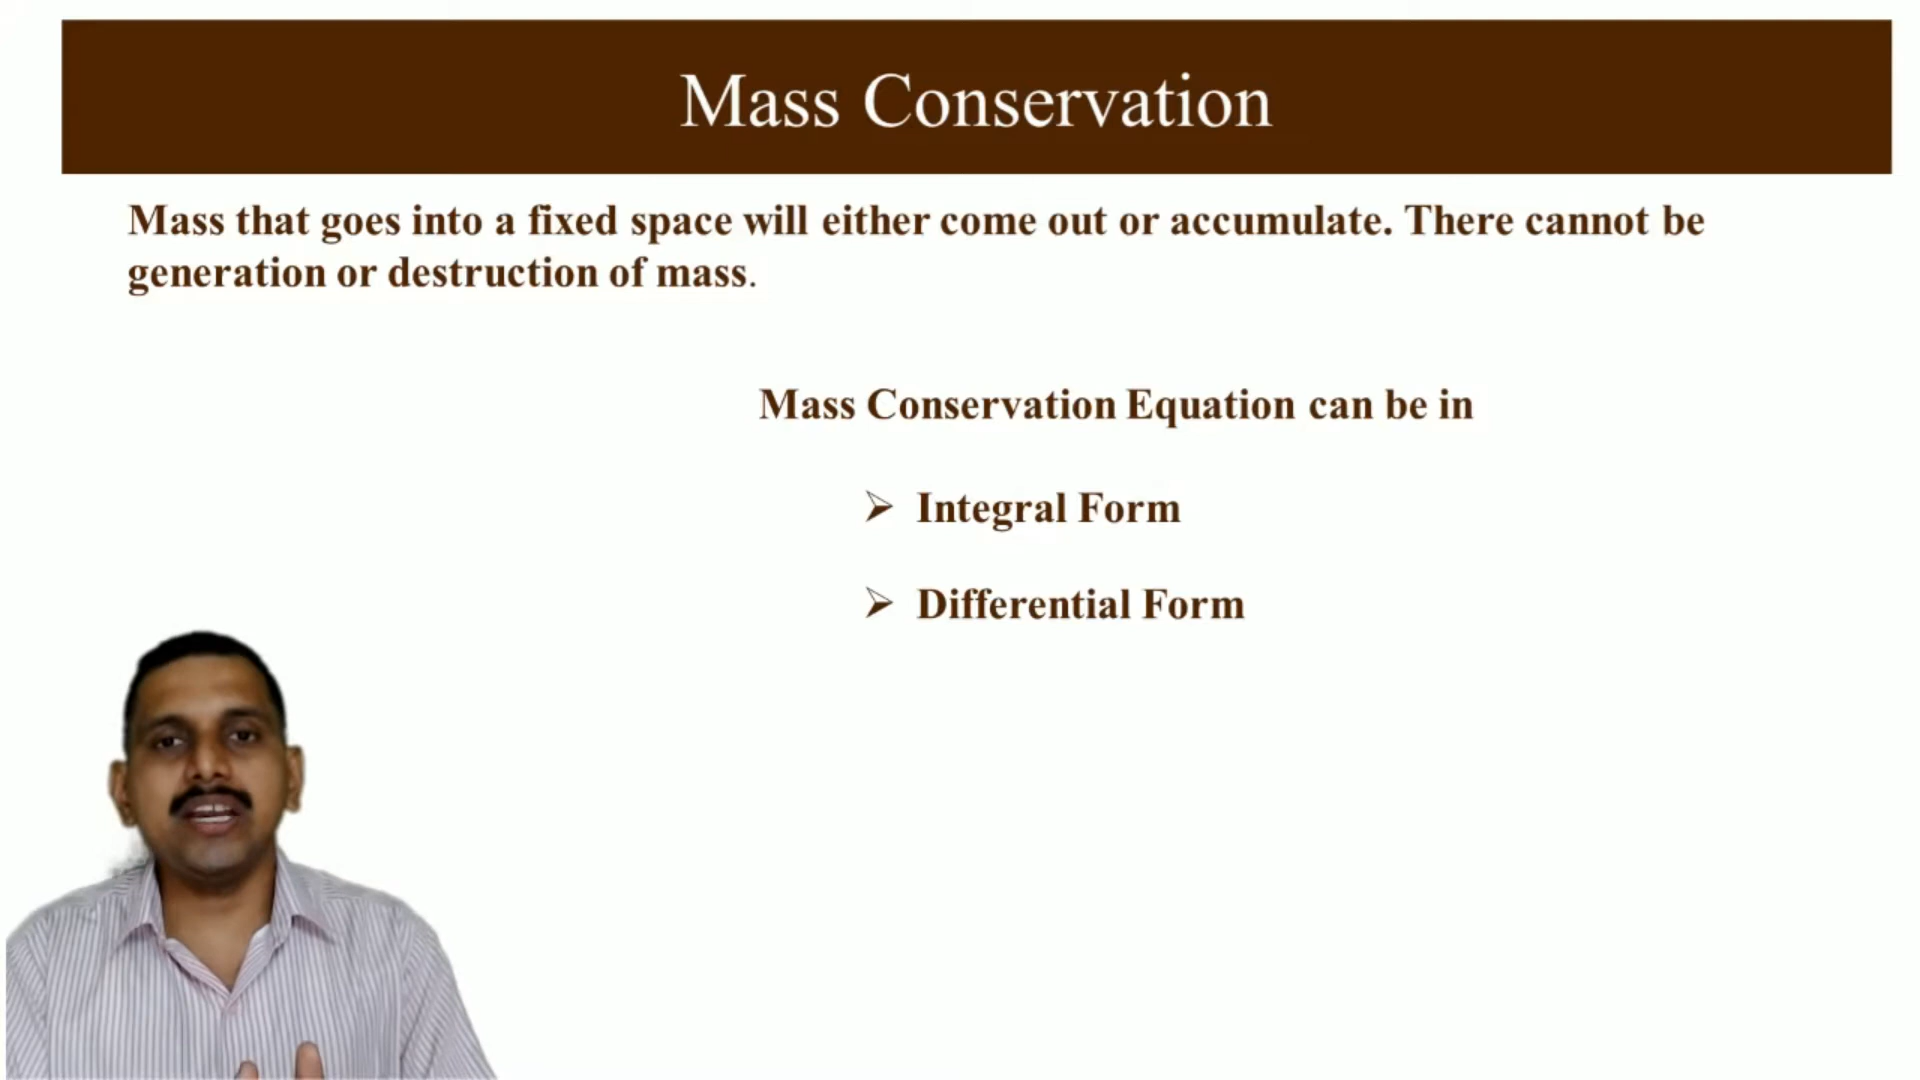 Mass Conservation
Mass that goes into a fixed space will either come out or accumulate. There cannot be
generation or destruction of mass.
Mass Conservation Equation can be in
➢ Integral Form
➢ Differential Form